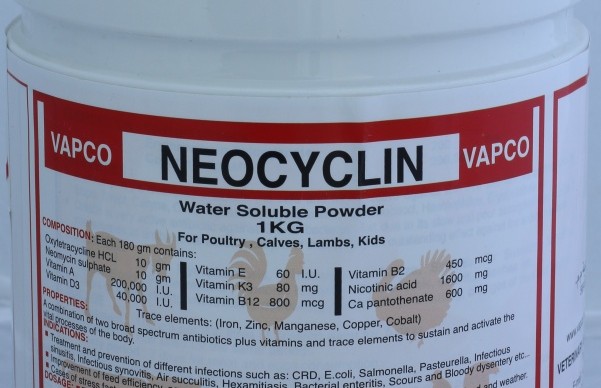 VAPCO NEOCYCLIN VAPCO
Water Soluble Powder
1KG
For Poultry , Calves, Lambs, Kids
COMPOSITION: Each 180 gm contains:
Oxytetracycline HCL 10 gm
Neomycin sulphate 10 gm
Vitamin A 200,000 I.U.
Vitamin D3 40,000 I.U.
Vitamin E 60 I.U.
Vitamin K3 80 mg
Vitamin B12 800 mcg
Vitamin B2 450 mcg
Nicotinic acid 1600 mg
Ca pantothenate 600 mg
Trace elements: (Iron, Zinc, Manganese, Copper, Cobalt)
PROPERTIES:
A combination of two broad spectrum antibiotics plus vitamins and trace elements to sustain and activate the
vital processes of the body.
INDICATIONS:
• Treatment and prevention of different infections such as: CRD, E.coli, Salmonella, Pasturella, Infectious
Infectious synovitis, Air succulitis, Hexamitiasis, Bacterial enteritis, Scours and Bloody dysentery etc..
Improvement of feed
weather.